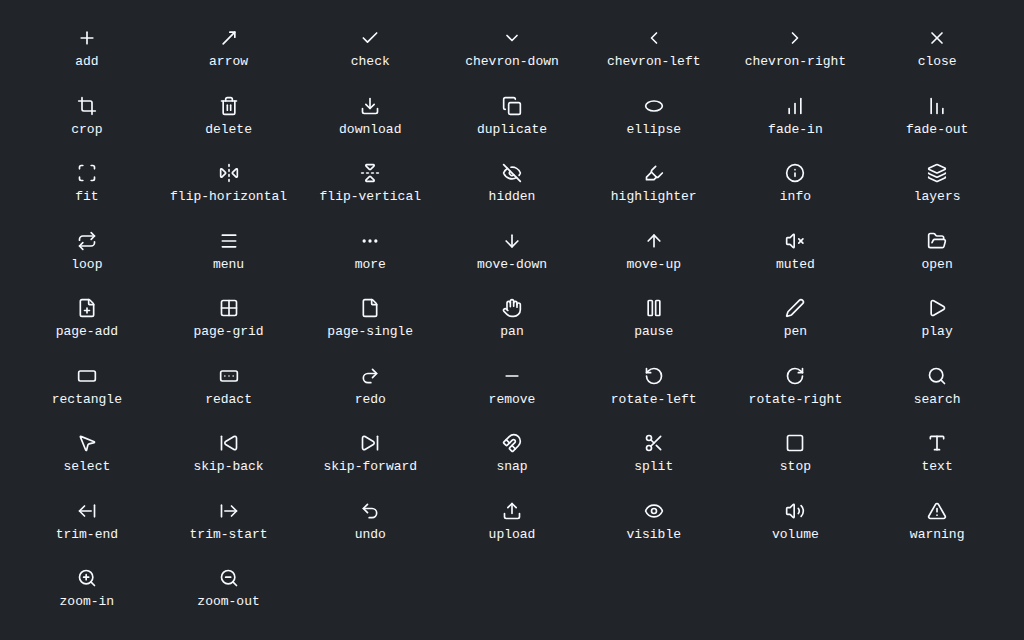 add arrow check chevron-down chevron-left chevron-right close
crop delete download duplicate ellipse fade-in fade-out
fit flip-horizontal flip-vertical hidden highlighter info layers
loop menu more move-down move-up muted open
page-add page-grid page-single pan pause pen play
rectangle redact redo remove rotate-left rotate-right search
select skip-back skip-forward snap split stop text
trim-end trim-start undo upload visible volume warning
zoom-in zoom-out